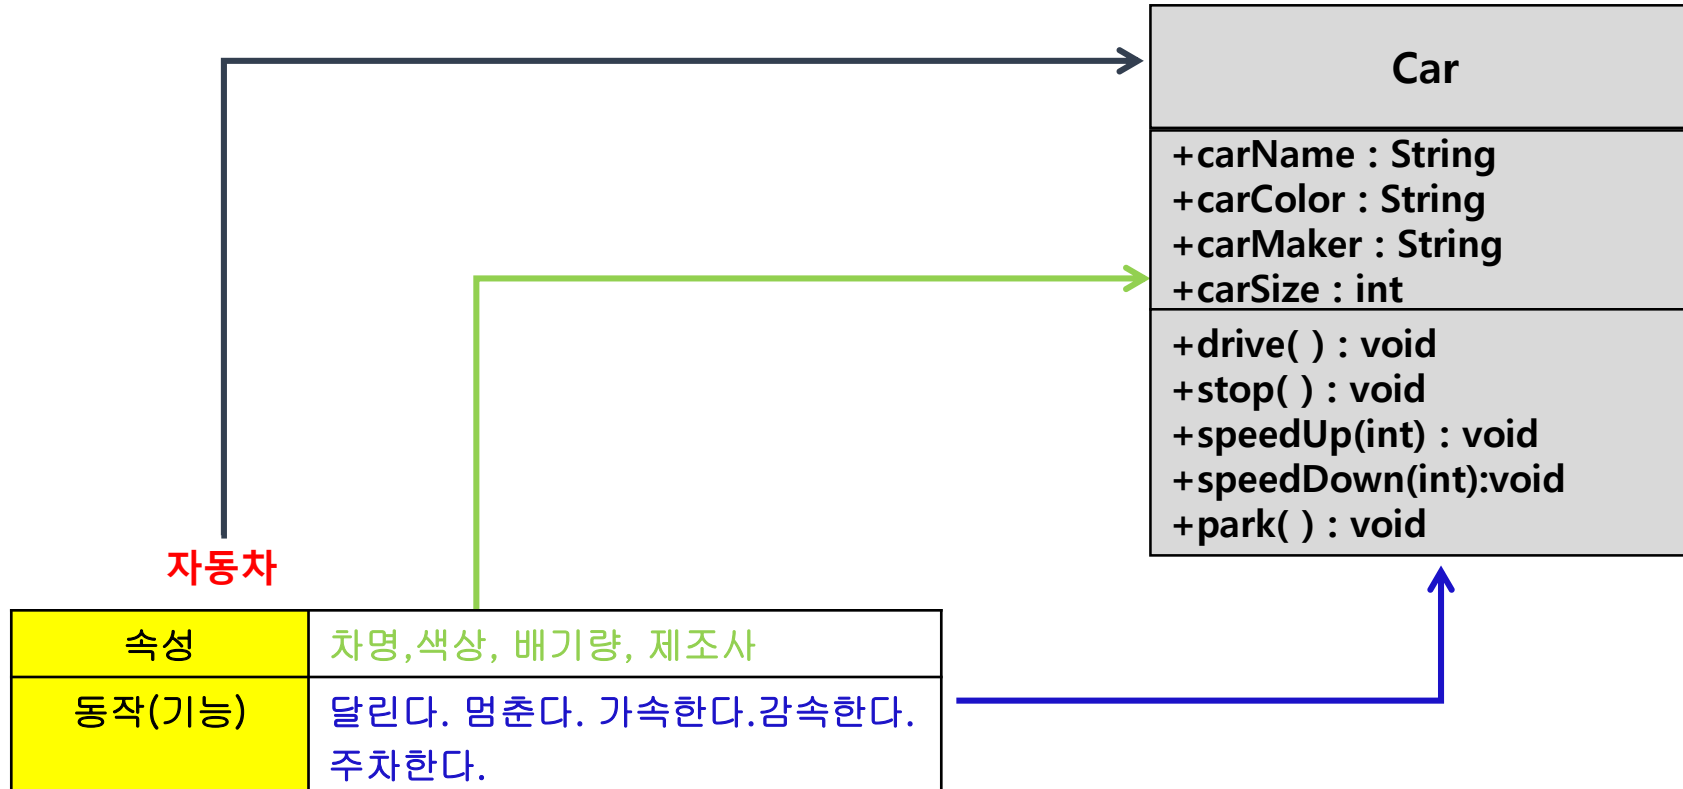 Car
+carName : String
+carColor : String
+carMaker : String
+carSize : int
+drive( ) : void
+stop( ) : void
+speedUp(int) : void
+speedDown(int):void
+park( ) : void
자동차
속성
차명,색상, 배기량, 제조사
동작(기능)
달린다. 멈춘다. 가속한다.감속한다.
주차한다.